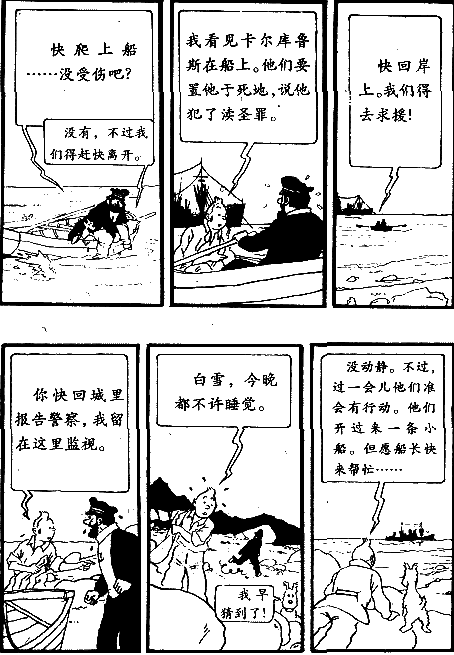 快爬上船
……没受伤吧？
没有，不过我
们得赶快离开。
我看见卡尔库鲁
斯在船上。他们要
置他于死地，说他
犯了渎圣罪。
快回岸
上。我们得
去求援！
你快回城里
报告警察，我留
在这里监视。
白雪，今晚
都不许睡觉。
我早
猜到了！
没动静。不过，
过一会儿他们准
会有行动。他们
开过来一条小
船。但愿船长快
来帮忙……